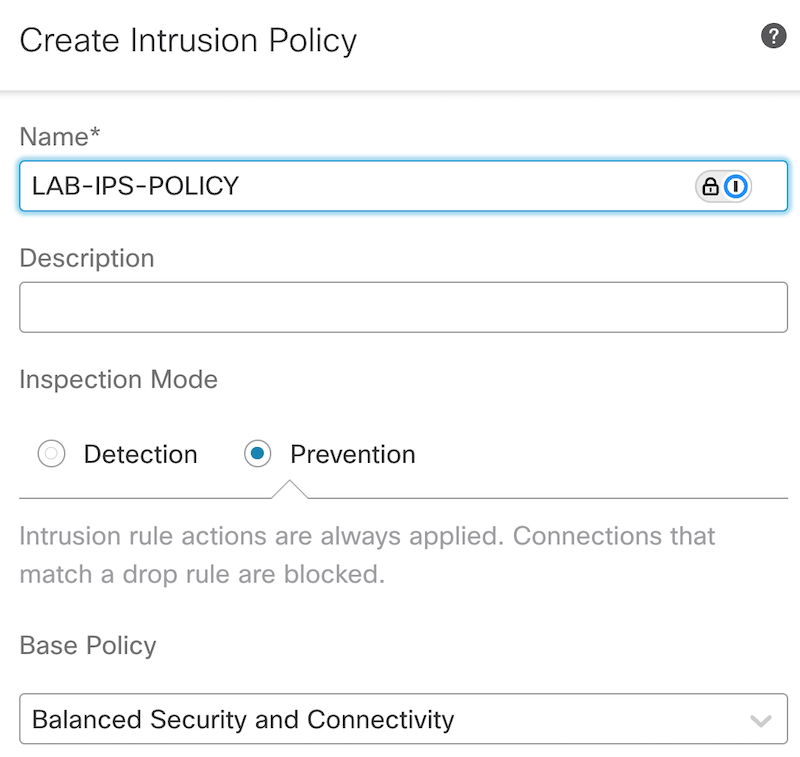 Create Intrusion Policy
?
Name*
LAB-IPS-POLICY
Description
Inspection Mode
Detection
Prevention
Intrusion rule actions are always applied. Connections that
match a drop rule are blocked.
Base Policy
Balanced Security and Connectivity